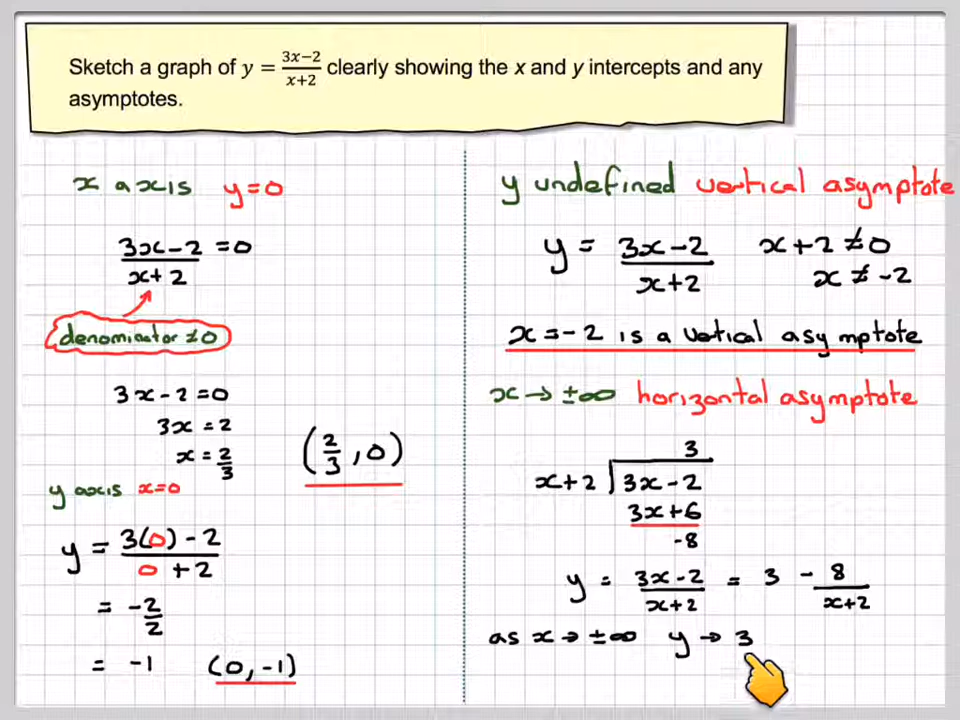 Sketch a graph of y = (3x−2)/(x+2) clearly showing the x and y intercepts and any
asymptotes.
x axis y=0
(3x-2)/(x+2) = 0
denominator ≠0
3x-2=0
3x = 2
x = 2/3
(2/3, 0)
y axis x=0
y = (3(0) - 2)/(0 + 2)
= -2/2
= -1 (0, -1)
y undefined vertical asymptote
y = (3x-2)/(x+2) x+2≠0
x ≠ -2
x = -2 is a vertical asymptote
x → ±∞ horizontal asymptote
3
x+2 3x - 2
3x+6
-8
y = (3x-2)/(x+2) = 3 - 8/(x+2)
as x → ±∞ y → 3